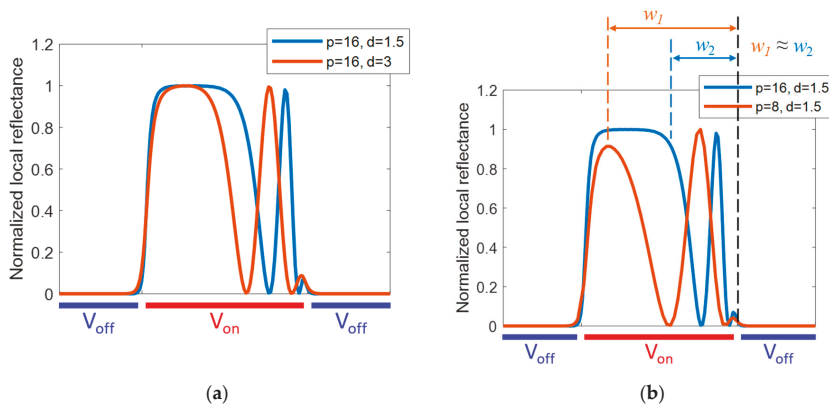 p=16, d=1.5
p=16, d=3
Normalized local reflectance
1.2
1
0.8
0.6
0.4
0.2
0
Voff
Von
Voff
(a)
w1
w2
w1 ≈ w2
p=16, d=1.5
p=8, d=1.5
Normalized local reflectance
1.2
1
0.8
0.6
0.4
0.2
0
Voff
Von
Voff
(b)